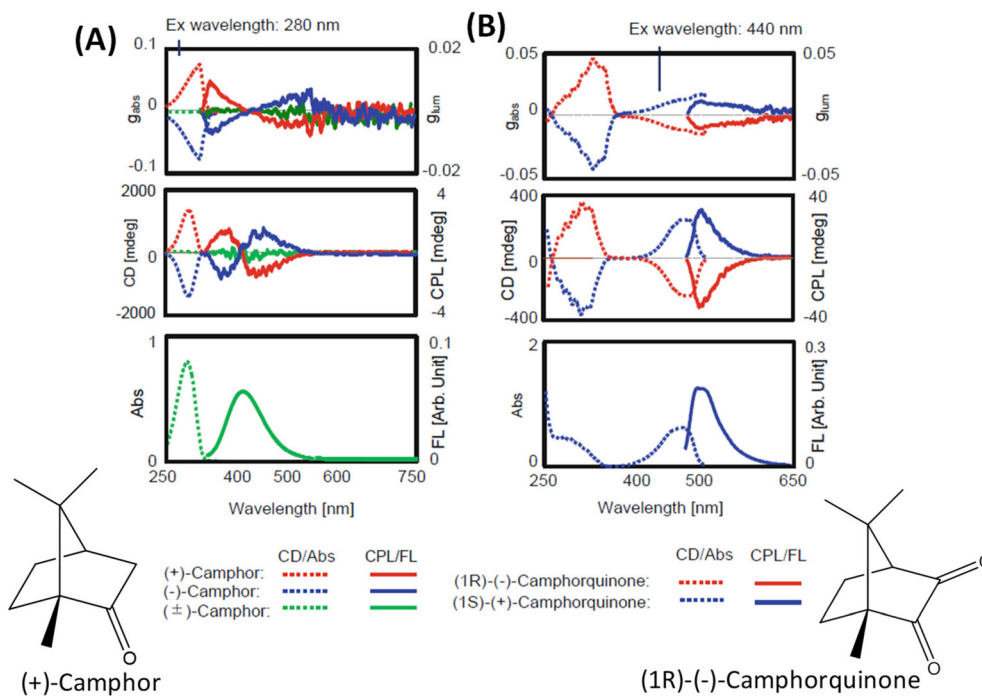 (A)
Ex wavelength: 280 nm
0.1
0
-0.1
gabs
0.02
-0.02
glum
2000
0
-2000
CD [mdeg]
4
-4
CPL [mdeg]
1
0
Abs
0.1
0
FL [Arb. Unit]
250 400 500 600 750
Wavelength [nm]
CD/Abs CPL/FL
(+)-Camphor:
(-)-Camphor:
(±)-Camphor:
O
(+)-Camphor
(B)
Ex wavelength: 440 nm
0.05
0
-0.05
gabs
0.05
-0.05
glum
400
0
-400
CD [mdeg]
40
-40
CPL [mdeg]
2
0
Abs
0.3
0
FL [Arb. Unit]
250 400 500 650
Wavelength [nm]
CD/Abs CPL/FL
(1R)-(-)-Camphorquinone:
(1S)-(+)-Camphorquinone:
O
O
(1R)-(-)-Camphorquinone